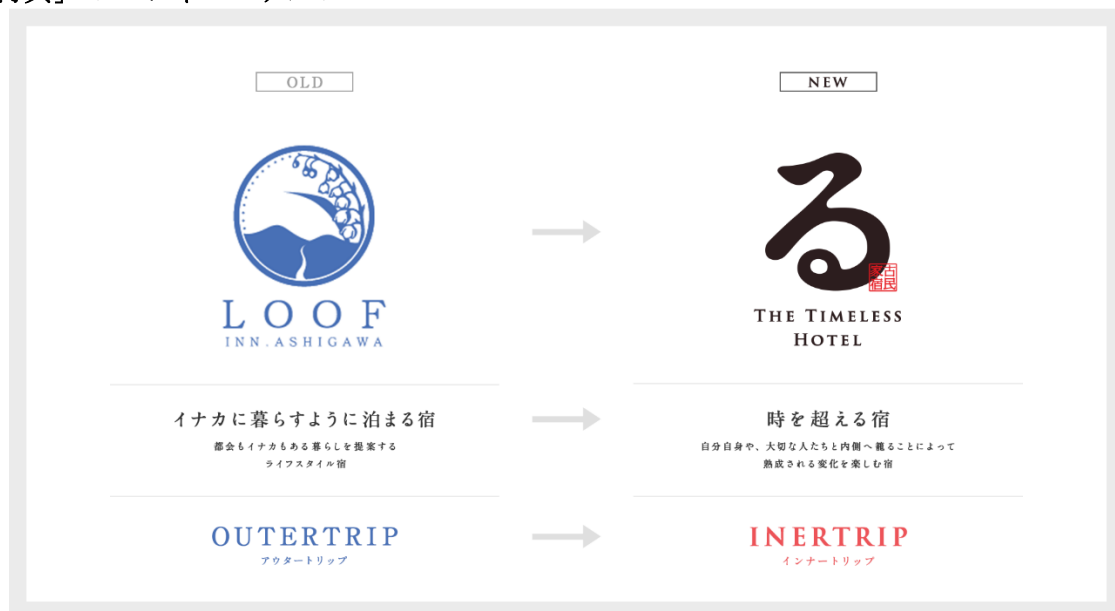 OLD
NEW
LOOF
INN.ASHIGAWA
る
古民
家宿
THE TIMELESS
HOTEL
イナカに暮らすように泊まる宿
都会もイナカもある暮らしを提案する
ライフスタイル宿
時を超える宿
自分自身や、大切な人たちと内側へ籠ることによって
熟成される変化を楽しむ宿
OUTERTRIP
アウタートリップ
INERTRIP
インナートリップ